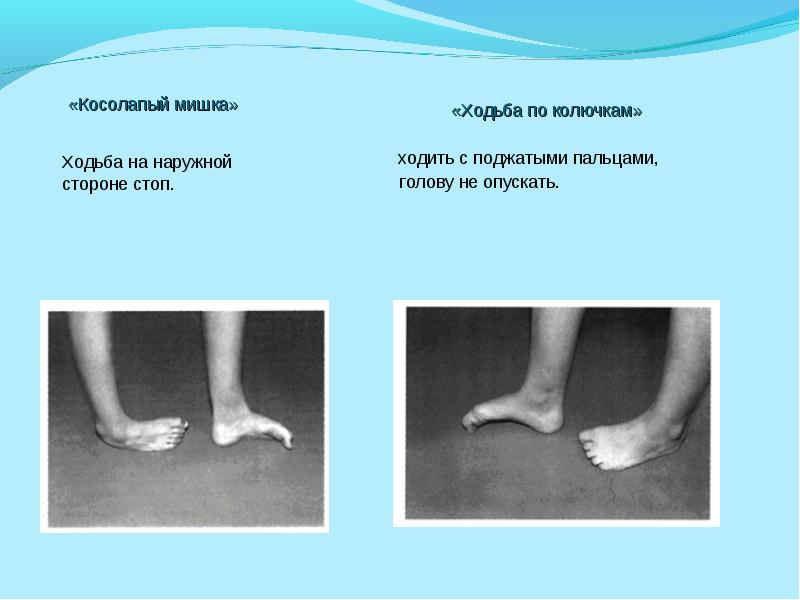 «Косолапый мишка»
Ходьба на наружной
стороне стоп.
«Ходьба по колючкам»
ходить с поджатыми пальцами,
голову не опускать.